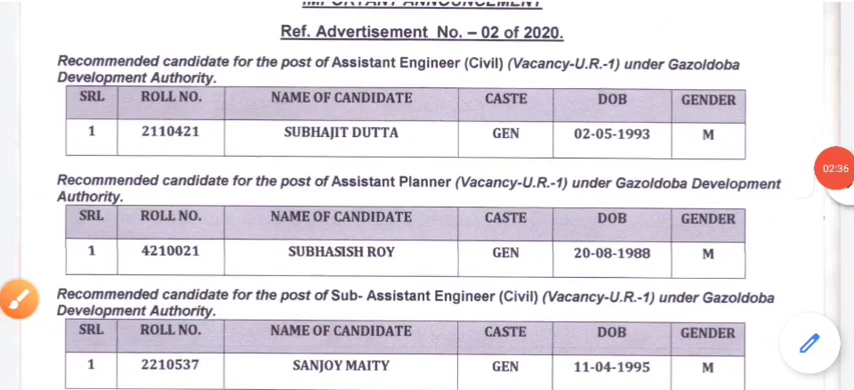 IMPORTANT ANNOUNCEMENT
Ref. Advertisement No. – 02 of 2020.
Recommended candidate for the post of Assistant Engineer (Civil) (Vacancy-U.R.-1) under Gazoldoba
Development Authority.
SRL ROLL NO. NAME OF CANDIDATE CASTE DOB GENDER
1 2110421 SUBHAJIT DUTTA GEN 02-05-1993 M
02:36
Recommended candidate for the post of Assistant Planner (Vacancy-U.R.-1) under Gazoldoba Development
Authority.
SRL ROLL NO. NAME OF CANDIDATE CASTE DOB GENDER
1 4210021 SUBHASISH ROY GEN 20-08-1988 M
Recommended candidate for the post of Sub- Assistant Engineer (Civil) (Vacancy-U.R.-1) under Gazoldoba
Development Authority.
SRL ROLL NO. NAME OF CANDIDATE CASTE DOB GENDER
1 2210537 SANJOY MAITY GEN 11-04-1995 M